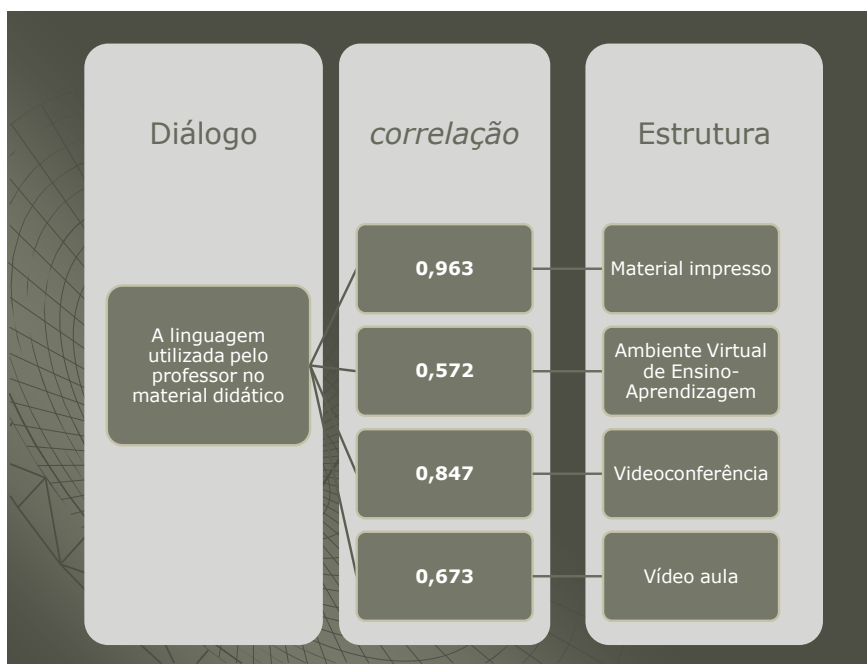 Diálogo
correlação
Estrutura
A linguagem
utilizada pelo
professor no
material didático
0,963
Material impresso
0,572
Ambiente Virtual
de Ensino-
Aprendizagem
0,847
Videoconferência
0,673
Vídeo aula